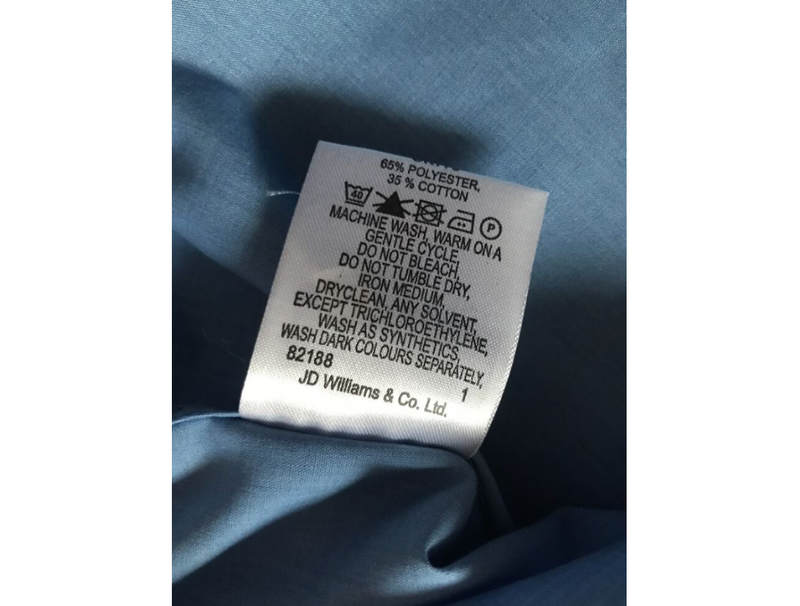 65% POLYESTER,
35 % COTTON
40 P
MACHINE WASH, WARM ON A
GENTLE CYCLE,
DO NOT BLEACH,
DO NOT TUMBLE DRY,
IRON MEDIUM,
DRYCLEAN, ANY SOLVENT,
EXCEPT TRICHLOROETHYLENE,
WASH AS SYNTHETICS,
WASH DARK COLOURS SEPARATELY,
82188 1
JD Williams & Co. Ltd.